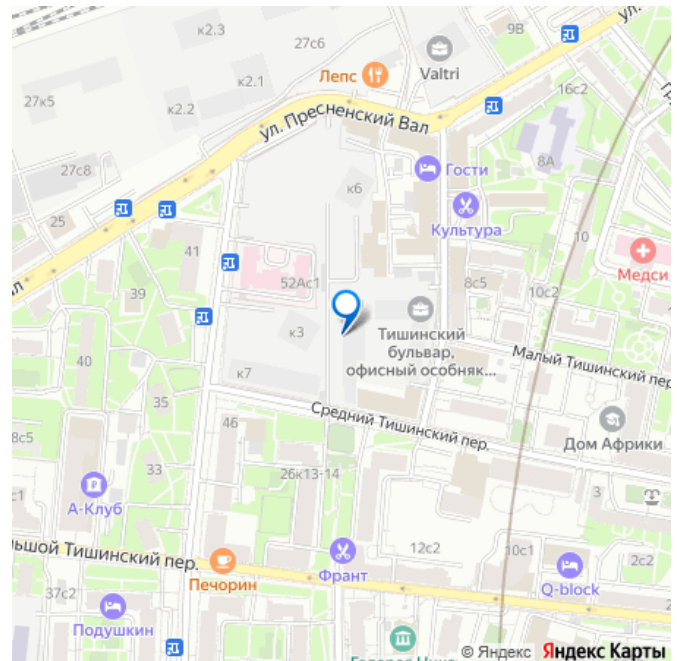 ул.
9В
к2.3
27с6
Valtri
Лепс
к2.1
16с2
27к5
к2.2
ул. Пресненский Вал
27с8
8А
Гости
к6
25
Культура
41
10
Медси
52Ас1
8с5
10с2
39
к3
Тишинский
бульвар,
офисный особняк...
Малый Тишинский пер.
40
к7
35
Средний Тишинский пер.
46
Дом Африки
8с5
33
26к13-14
А-Клуб
3
с1
12с2
10с1
2с2
льшой Тишинский пер.
Печорин
Франт
Q-block
37с2
Подушкин
© Яндекс Яндекс Карты